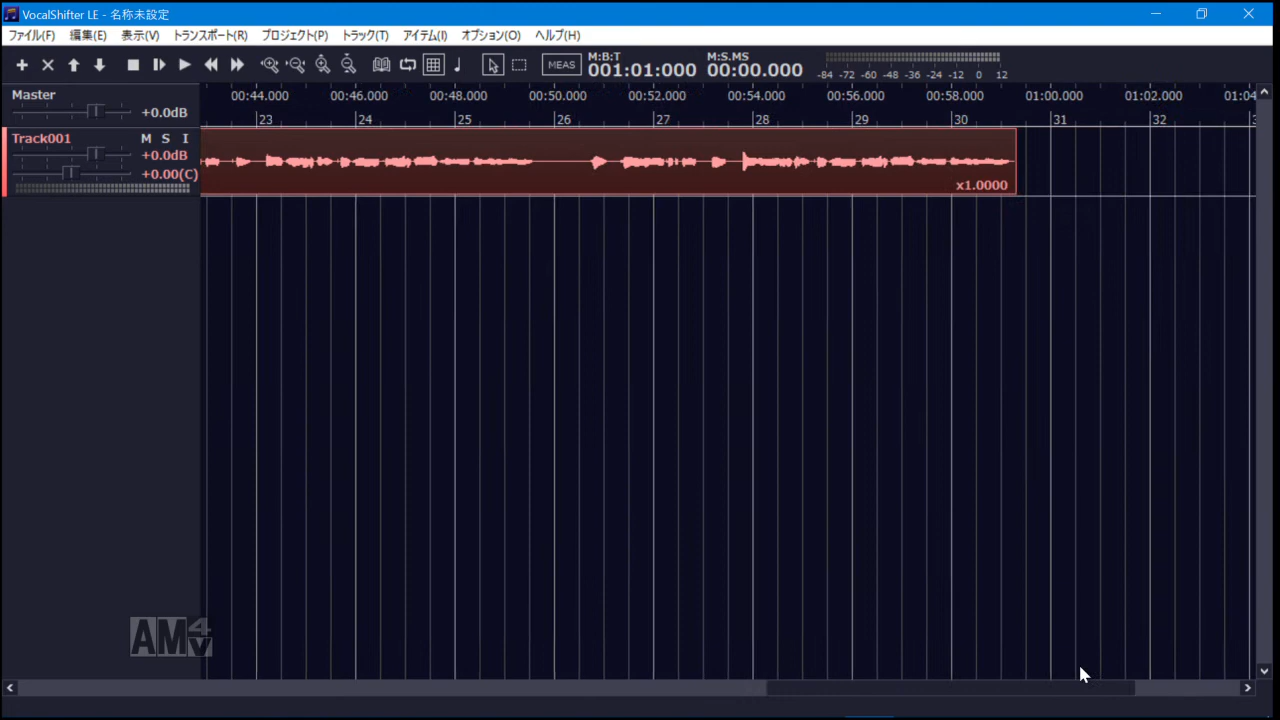 VocalShifter LE - 名称未設定
ファイル(F) 編集(E) 表示(V) トランスポート(R) プロジェクト(P) トラック(T) アイテム(I) オプション(O) ヘルプ(H)
MEAS
M:B:T
001:01:000
M:S.MS
00:00.000
-84 -72 -60 -48 -36 -24 -12 0 12
Master
+0.0dB
00:44.000 00:46.000 00:48.000 00:50.000 00:52.000 00:54.000 00:56.000 00:58.000 01:00.000 01:02.000 01:04
23 24 25 26 27 28 29 30 31 32
Track001 M S I
+0.0dB
+0.00(C)
x1.0000
AM4V